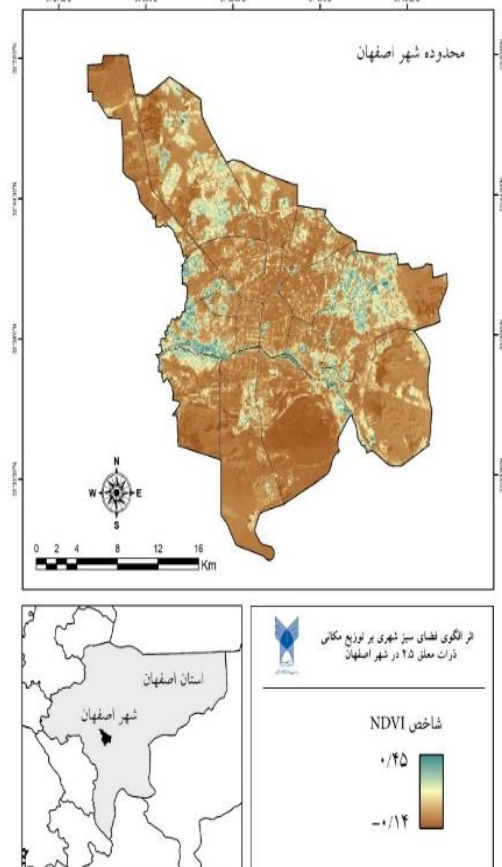 محدوده شهر اصفهان
N
W E
S
0 2 4 8 12 16
Km
اثر الگوی فضای سبز شهری بر توزیع مکانی
ذرات معلق ۲.۵ در شهر اصفهان
استان اصفهان
شهر اصفهان
شاخص NDVI
۰/۴۵
-۰/۱۴